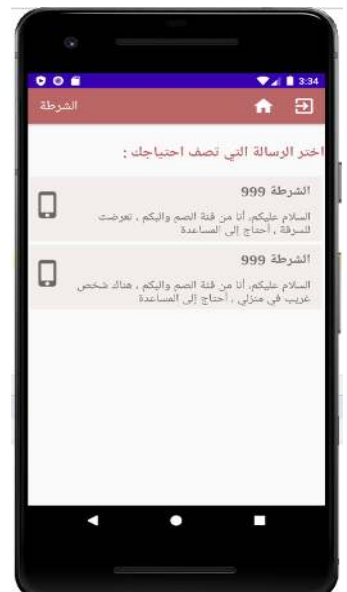 3:34
الشرطة
اختر الرسالة التي تصف احتياجك :
الشرطة 999
السلام عليكم، أنا من فئة الصم والبكم ، تعرضت
للسرقة ، أحتاج إلى المساعدة
الشرطة 999
السلام عليكم، أنا من فئة الصم والبكم ، هناك شخص
غريب في منزلي ، أحتاج إلى المساعدة